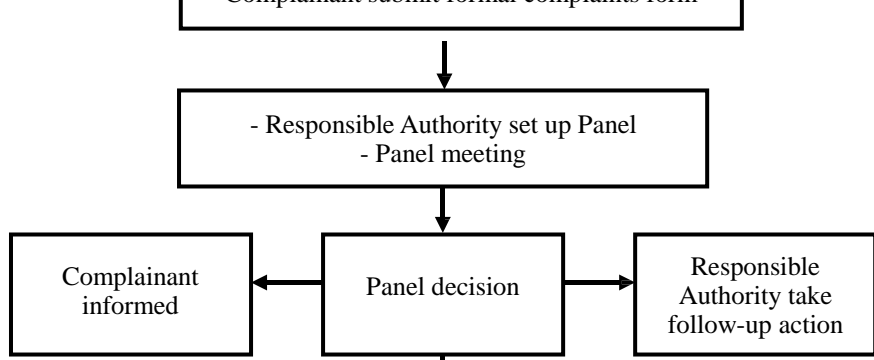 Complainant submit formal complaints form
- Responsible Authority set up Panel
- Panel meeting
Complainant
informed
Panel decision
Responsible
Authority take
follow-up action